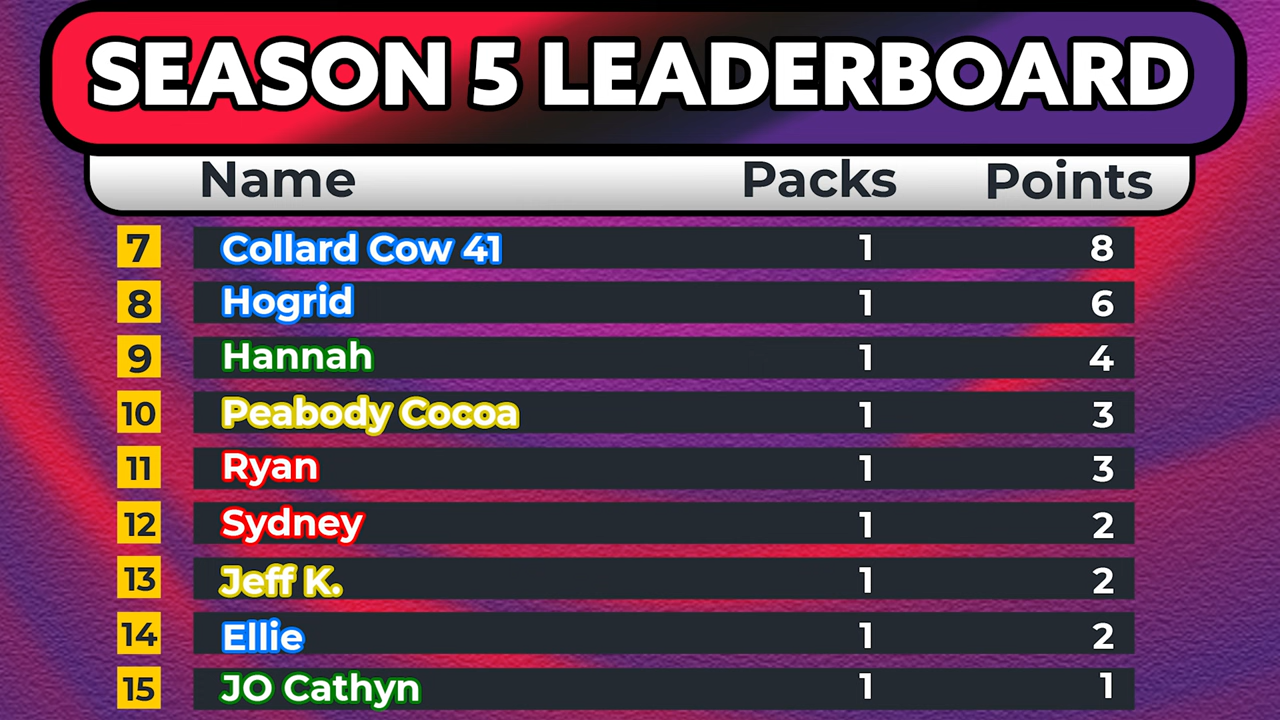 SEASON 5 LEADERBOARD
Name Packs Points
7 Collard Cow 41 1 8
8 Hogrid 1 6
9 Hannah 1 4
10 Peabody Cocoa 1 3
11 Ryan 1 3
12 Sydney 1 2
13 Jeff K. 1 2
14 Ellie 1 2
15 JO Cathyn 1 1